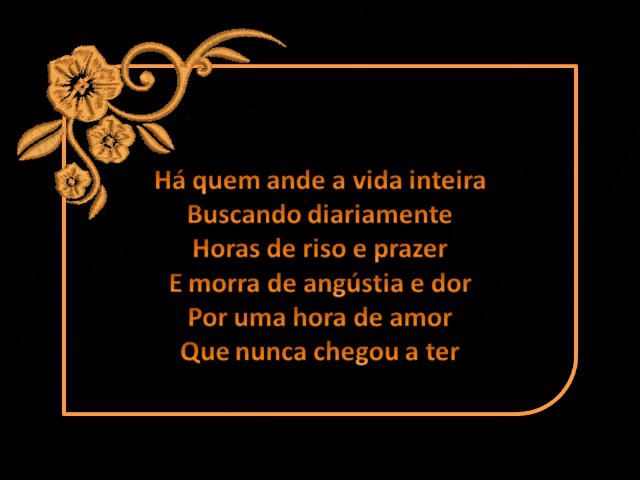 Há quem ande a vida inteira
Buscando diariamente
Horas de riso e prazer
E morra de angústia e dor
Por uma hora de amor
Que nunca chegou a ter